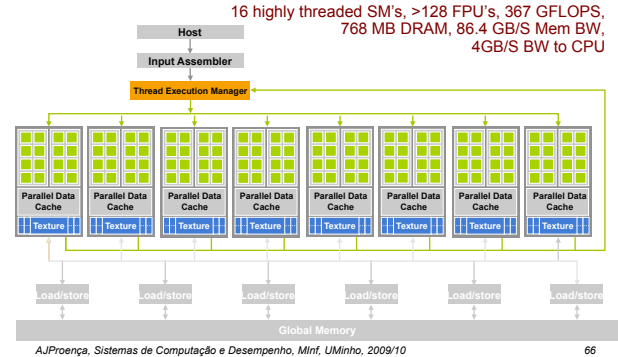 16 highly threaded SM's, >128 FPU's, 367 GFLOPS,
768 MB DRAM, 86.4 GB/S Mem BW,
4GB/S BW to CPU
Host
Input Assembler
Thread Execution Manager
Parallel Data Cache Parallel Data Cache Parallel Data Cache Parallel Data Cache Parallel Data Cache Parallel Data Cache Parallel Data Cache Parallel Data Cache
Texture Texture Texture Texture Texture Texture Texture Texture
Load/store Load/store Load/store Load/store Load/store Load/store
Global Memory
AJProença, Sistemas de Computação e Desempenho, MInf, UMinho, 2009/10 66